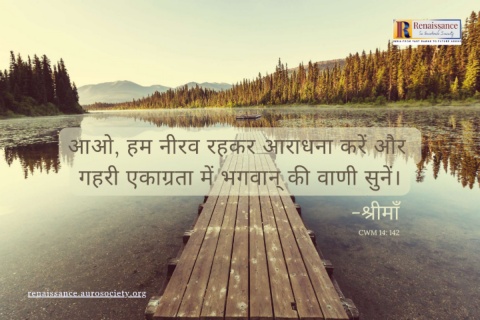 Renaissance
आओ, हम नीरव रहकर आराधना करें और
गहरी एकाग्रता में भगवान् की वाणी सुनें।
-श्रीमाँ
CWM 14: 142
renaissance.aurosociety.org